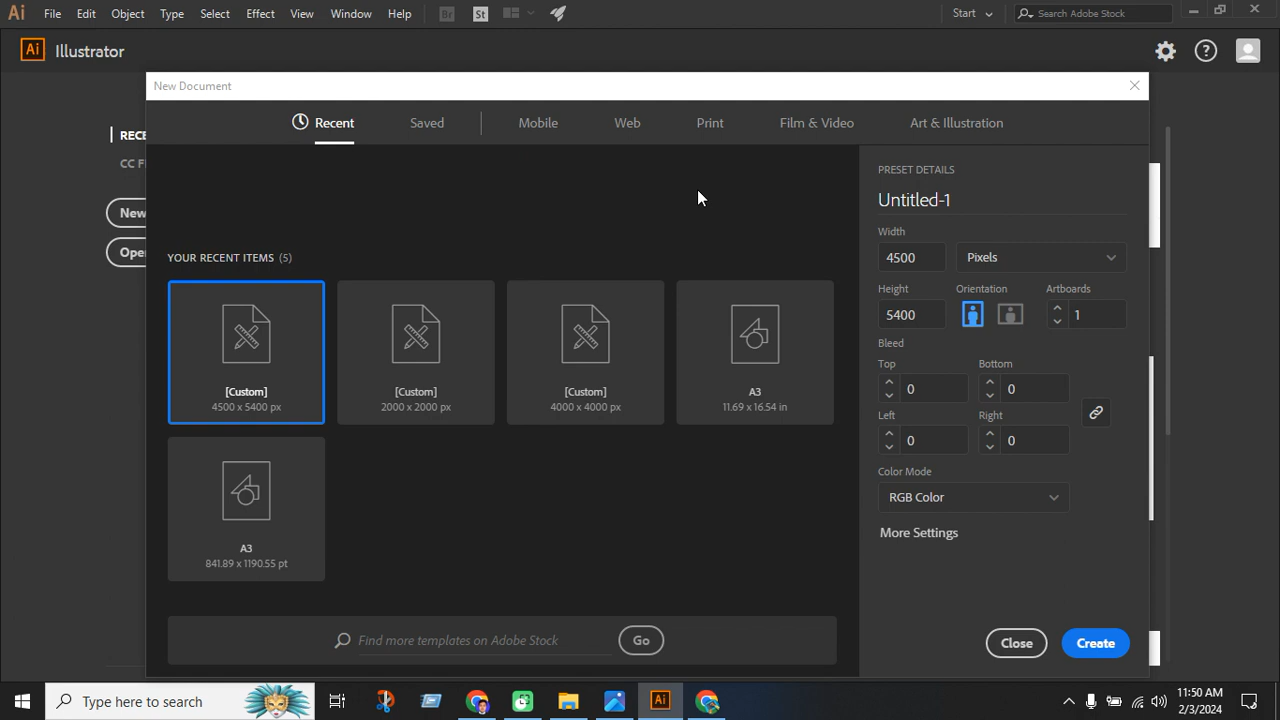 Ai File Edit Object Type Select Effect View Window Help Br St Start Search Adobe Stock
Ai Illustrator
New Document
Recent Saved Mobile Web Print Film & Video Art & Illustration
RECE
CC F
New
Ope
YOUR RECENT ITEMS (5)
[Custom]
4500 x 5400 px
[Custom]
2000 x 2000 px
[Custom]
4000 x 4000 px
A3
11.69 x 16.54 in
A3
841.89 x 1190.55 pt
Find more templates on Adobe Stock Go
PRESET DETAILS
Untitled-1
Width
4500 Pixels
Height Orientation Artboards
5400 1
Bleed
Top Bottom
0 0
Left Right
0 0
Color Mode
RGB Color
More Settings
Close Create
Type here to search
Ai
11:50 AM
2/3/2024